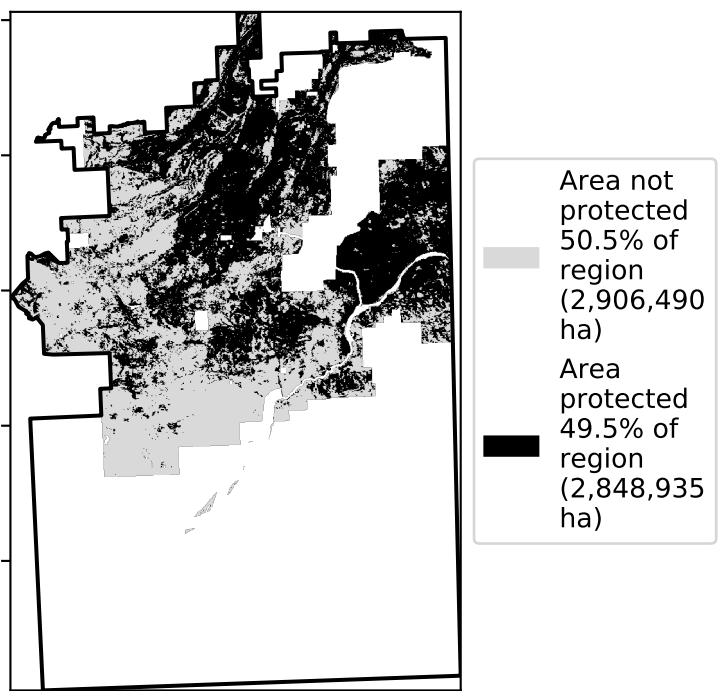 Area not
protected
50.5% of
region
(2,906,490
ha)
Area
protected
49.5% of
region
(2,848,935
ha)